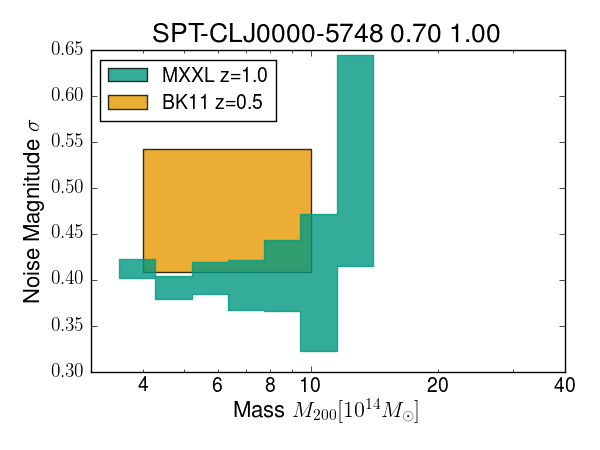 SPT-CLJ0000-5748 0.70 1.00
MXXL z=1.0
BK11 z=0.5
Noise Magnitude σ
0.65
0.60
0.55
0.50
0.45
0.40
0.35
0.30
4 6 8 10 20 40
Mass M₂₀₀[10¹⁴M⊙]